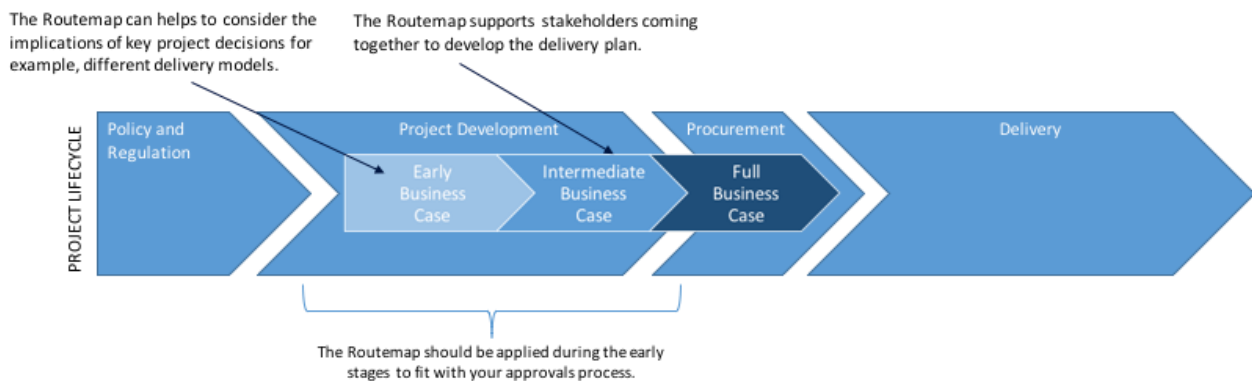 The Routemap can helps to consider the
implications of key project decisions for
example, different delivery models.
The Routemap supports stakeholders coming
together to develop the delivery plan.
PROJECT LIFECYCLE
Policy and
Regulation
Project Development
Procurement
Delivery
Early
Business
Case
Intermediate
Business
Case
Full
Business
Case
The Routemap should be applied during the early
stages to fit with your approvals process.